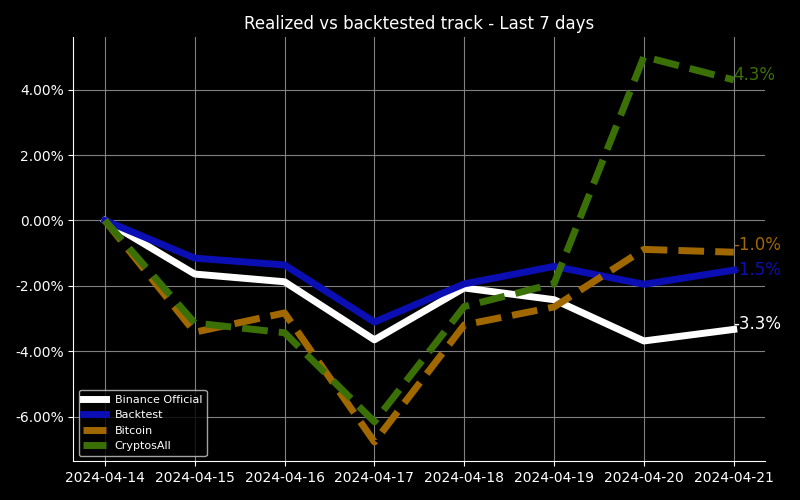 Realized vs backtested track - Last 7 days
4.00%
2.00%
0.00%
-2.00%
-4.00%
-6.00%
4.3%
-1.0%
-1.5%
-3.3%
Binance Official
Backtest
Bitcoin
CryptosAll
2024-04-14 2024-04-15 2024-04-16 2024-04-17 2024-04-18 2024-04-19 2024-04-20 2024-04-21